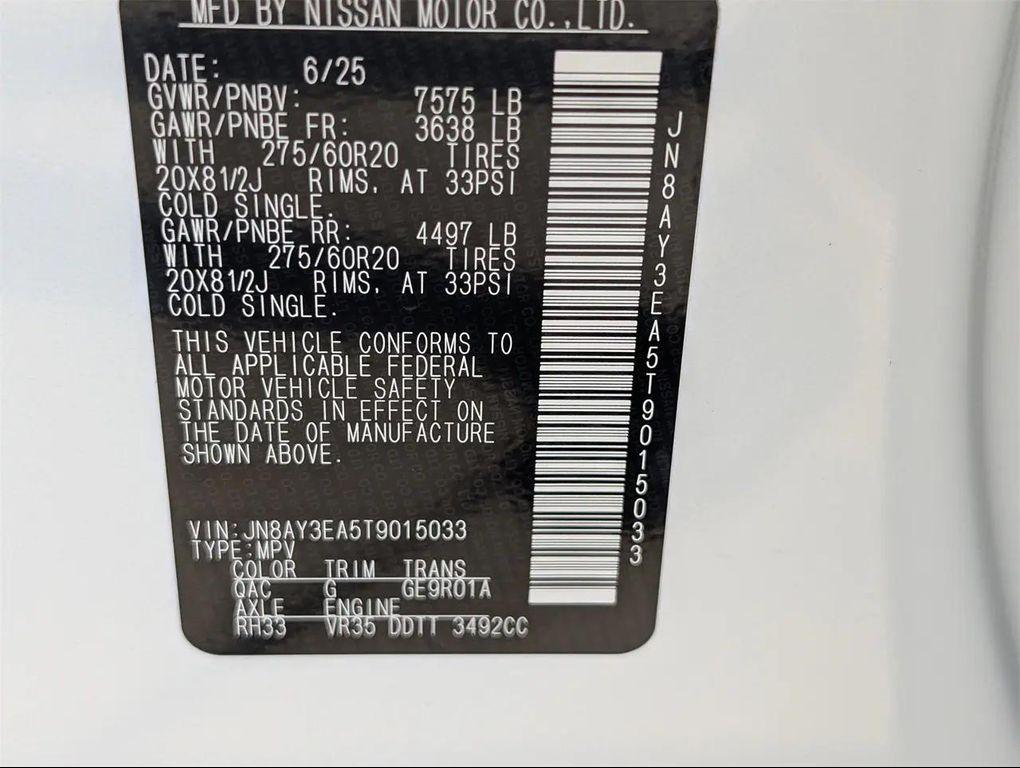 MFD BY NISSAN MOTOR CO.,LTD.
DATE: 6/25
GVWR/PNBV: 7575 LB
GAWR/PNBE FR: 3638 LB
WITH 275/60R20 TIRES
20X81/2J RIMS, AT 33PSI
COLD SINGLE.
GAWR/PNBE RR: 4497 LB
WITH 275/60R20 TIRES
20X81/2J RIMS, AT 33PSI
COLD SINGLE.
THIS VEHICLE CONFORMS TO
ALL APPLICABLE FEDERAL
MOTOR VEHICLE SAFETY
STANDARDS IN EFFECT ON
THE DATE OF MANUFACTURE
SHOWN ABOVE.
VIN:JN8AY3EA5T9015033
TYPE:MPV
COLOR TRIM TRANS
QAC G GE9R01A
AXLE ENGINE
RH33 VR35 DDTT 3492CC
JN8AY3EA5T9015033